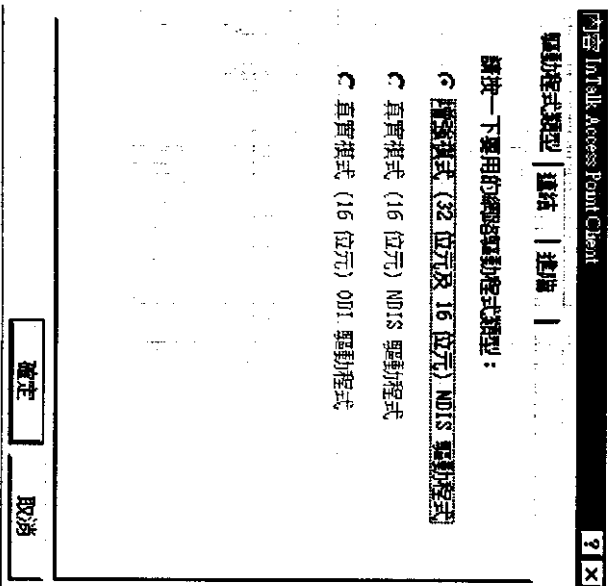 內容 InTalk Access Point Client
? ×
驅動程式類型 連結 進階
請按一下要用的網路驅動程式類型：
增強模式 (32 位元及 16 位元) NDIS 驅動程式
真實模式 (16 位元) NDIS 驅動程式
真實模式 (16 位元) ODI 驅動程式
確定 取消